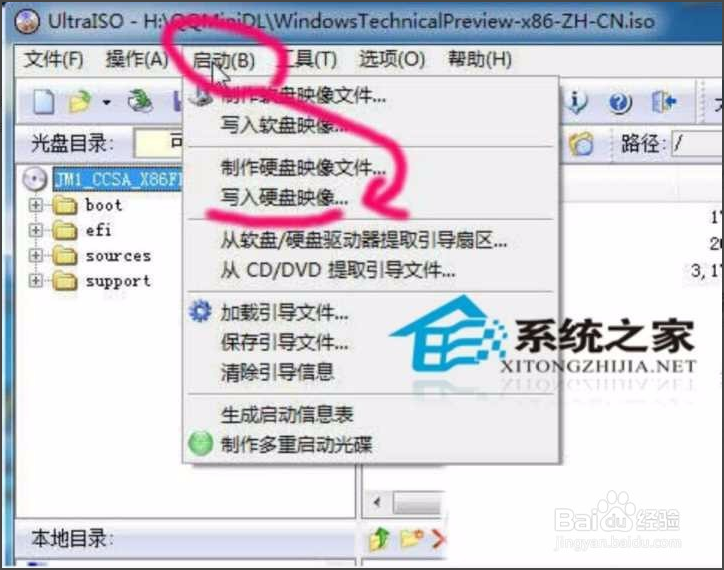 UltraISO - H:\QQMiniDL\WindowsTechnicalPreview-x86-ZH-CN.iso
文件(F) 操作(A) 启动(B) 工具(T) 选项(O) 帮助(H)
制作软盘映像文件...
写入软盘映像...
光盘目录: 可 路径: /
制作硬盘映像文件...
JM1_CCSA_X86F
写入硬盘映像...
boot
efi
sources
support
从软盘/硬盘驱动器提取引导扇区...
从 CD/DVD 提取引导文件...
3,1
加载引导文件...
保存引导文件...
清除引导信息
系统之家
XITONGZHIJIA.NET
生成启动信息表
制作多重启动光碟
本地目录:
Baidu 经验
jingyan.baidu.com